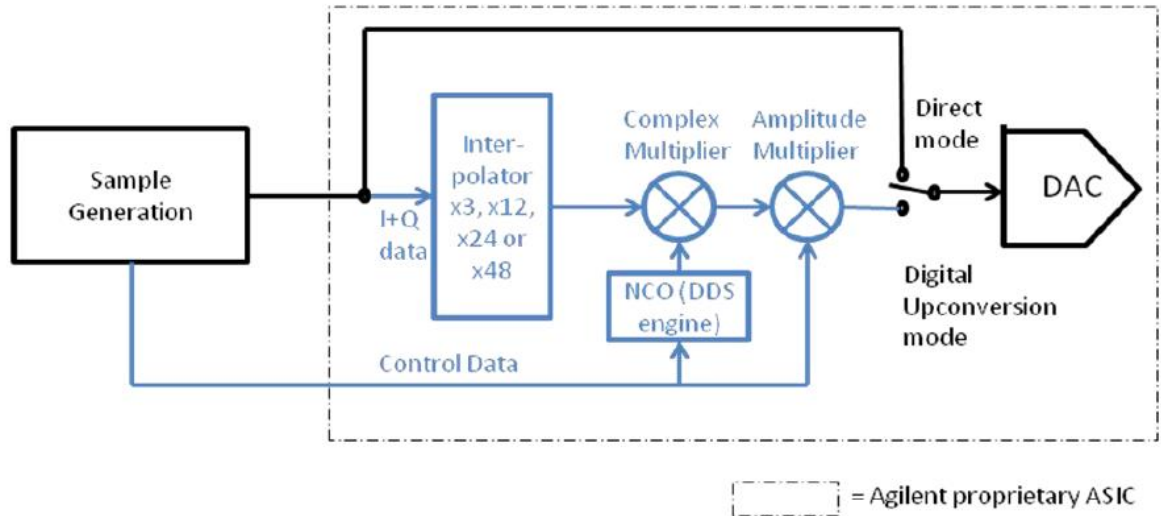 Sample
Generation
I+Q
data
Inter-
polator
x3, x12,
x24 or
x48
Complex
Multiplier
Amplitude
Multiplier
NCO (DDS
engine)
Control Data
Direct
mode
DAC
Digital
Upconversion
mode
= Agilent proprietary ASIC